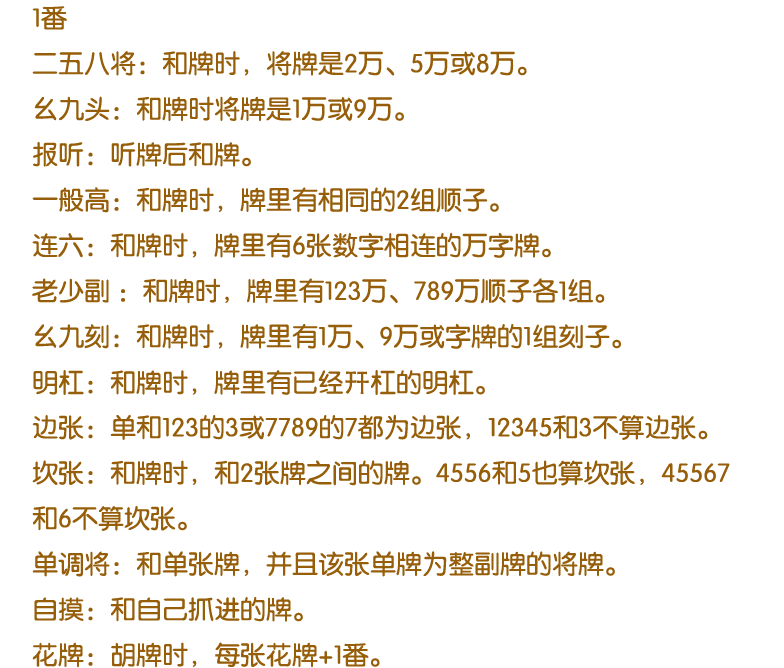 1番
二五八将：和牌时，将牌是2万、5万或8万。
幺九头：和牌时将牌是1万或9万。
报听：听牌后和牌。
一般高：和牌时，牌里有相同的2组顺子。
连六：和牌时，牌里有6张数字相连的万字牌。
老少副 ：和牌时，牌里有123万、789万顺子各1组。
幺九刻：和牌时，牌里有1万、9万或字牌的1组刻子。
明杠：和牌时，牌里有已经开杠的明杠。
边张：单和123的3或7789的7都为边张，12345和3不算边张。
坎张：和牌时，和2张牌之间的牌。4556和5也算坎张，45567
和6不算坎张。
单调将：和单张牌，并且该张单牌为整副牌的将牌。
自摸：和自己抓进的牌。
花牌：胡牌时，每张花牌+1番。